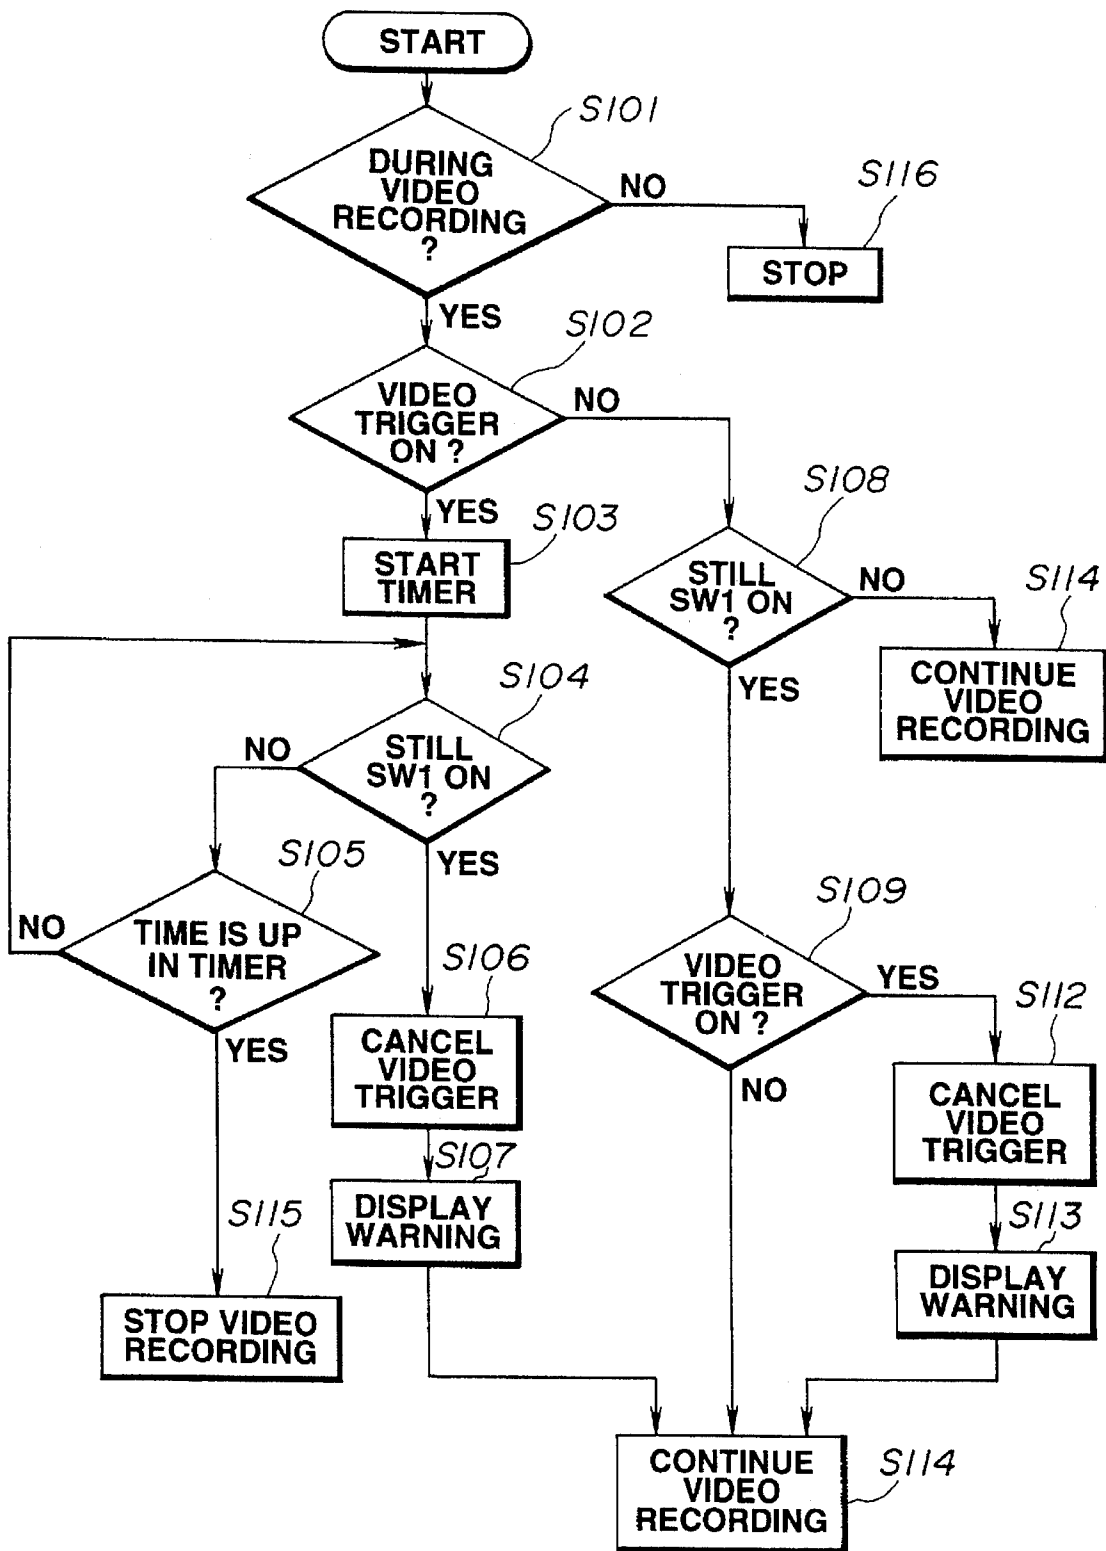 START
S101
DURING
VIDEO
RECORDING
?
NO
S116
STOP
YES
S102
VIDEO
TRIGGER
ON ?
NO
YES
S103
START
TIMER
S108
STILL
SW1 ON
?
NO
S114
CONTINUE
VIDEO
RECORDING
YES
S104
STILL
SW1 ON
?
NO
YES
S105
TIME IS UP
IN TIMER
?
NO
YES
S106
CANCEL
VIDEO
TRIGGER
S107
DISPLAY
WARNING
S115
STOP VIDEO
RECORDING
S109
VIDEO
TRIGGER
ON ?
YES
NO
S112
CANCEL
VIDEO
TRIGGER
S113
DISPLAY
WARNING
CONTINUE
VIDEO
RECORDING
S114